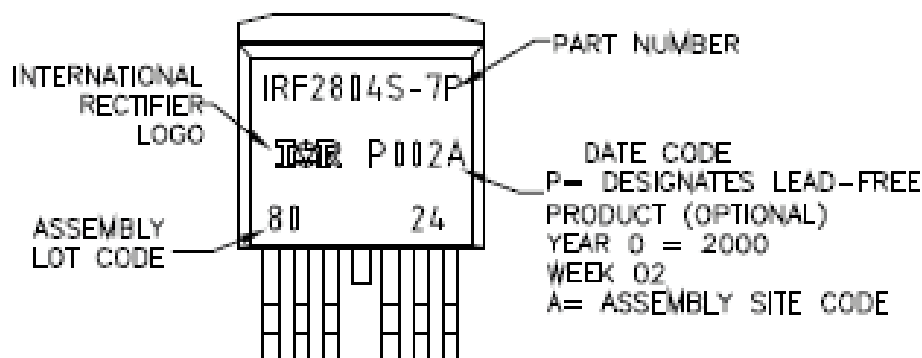 PART NUMBER
INTERNATIONAL
RECTIFIER
LOGO
IRF2804S-7P
IOR P002A
DATE CODE
P= DESIGNATES LEAD-FREE
PRODUCT (OPTIONAL)
YEAR 0 = 2000
WEEK 02
A= ASSEMBLY SITE CODE
ASSEMBLY
LOT CODE
80 24